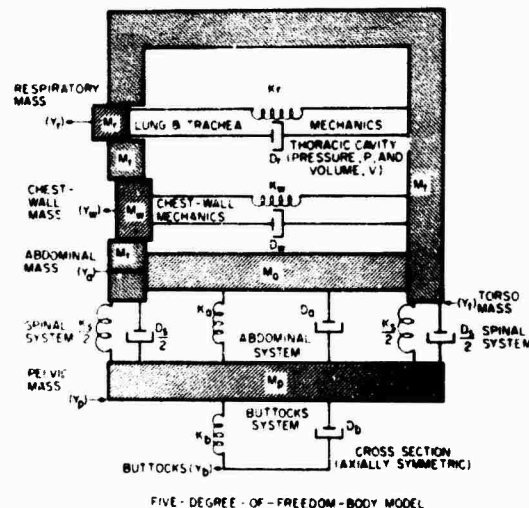 RESPIRATORY
MASS
(Yr)
Mr
LUNG & TRACHEA
Kr
MECHANICS
Dr
THORACIC CAVITY
(PRESSURE, P, AND
VOLUME, V)
Mt
CHEST-
WALL
MASS
(Yw)
Mw
CHEST-WALL
MECHANICS
Kw
Dw
Mt
ABDOMINAL
MASS
(Ya)
Mt
Ma
(Yt)
TORSO
MASS
SPINAL
SYSTEM
Ks/2
Ds/2
Ka
Da
ABDOMINAL
SYSTEM
Ks/2
Ds/2
SPINAL
SYSTEM
PELVIC
MASS
(Yp)
Mp
BUTTOCKS
SYSTEM
Kb
Db
BUTTOCKS (Yb)
CROSS SECTION
(AXIALLY SYMMETRIC)
FIVE-DEGREE-OF-FREEDOM-BODY MODEL